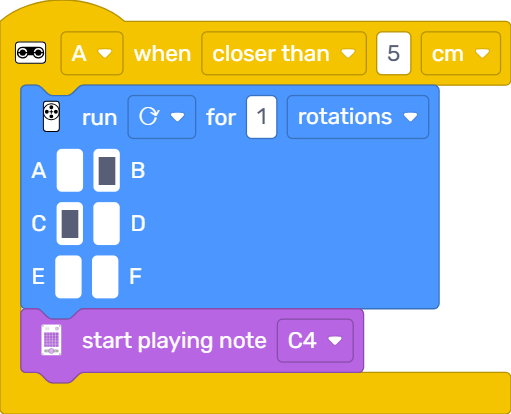 A when closer than 5 cm
run for 1 rotations
A B
C D
E F
start playing note C4